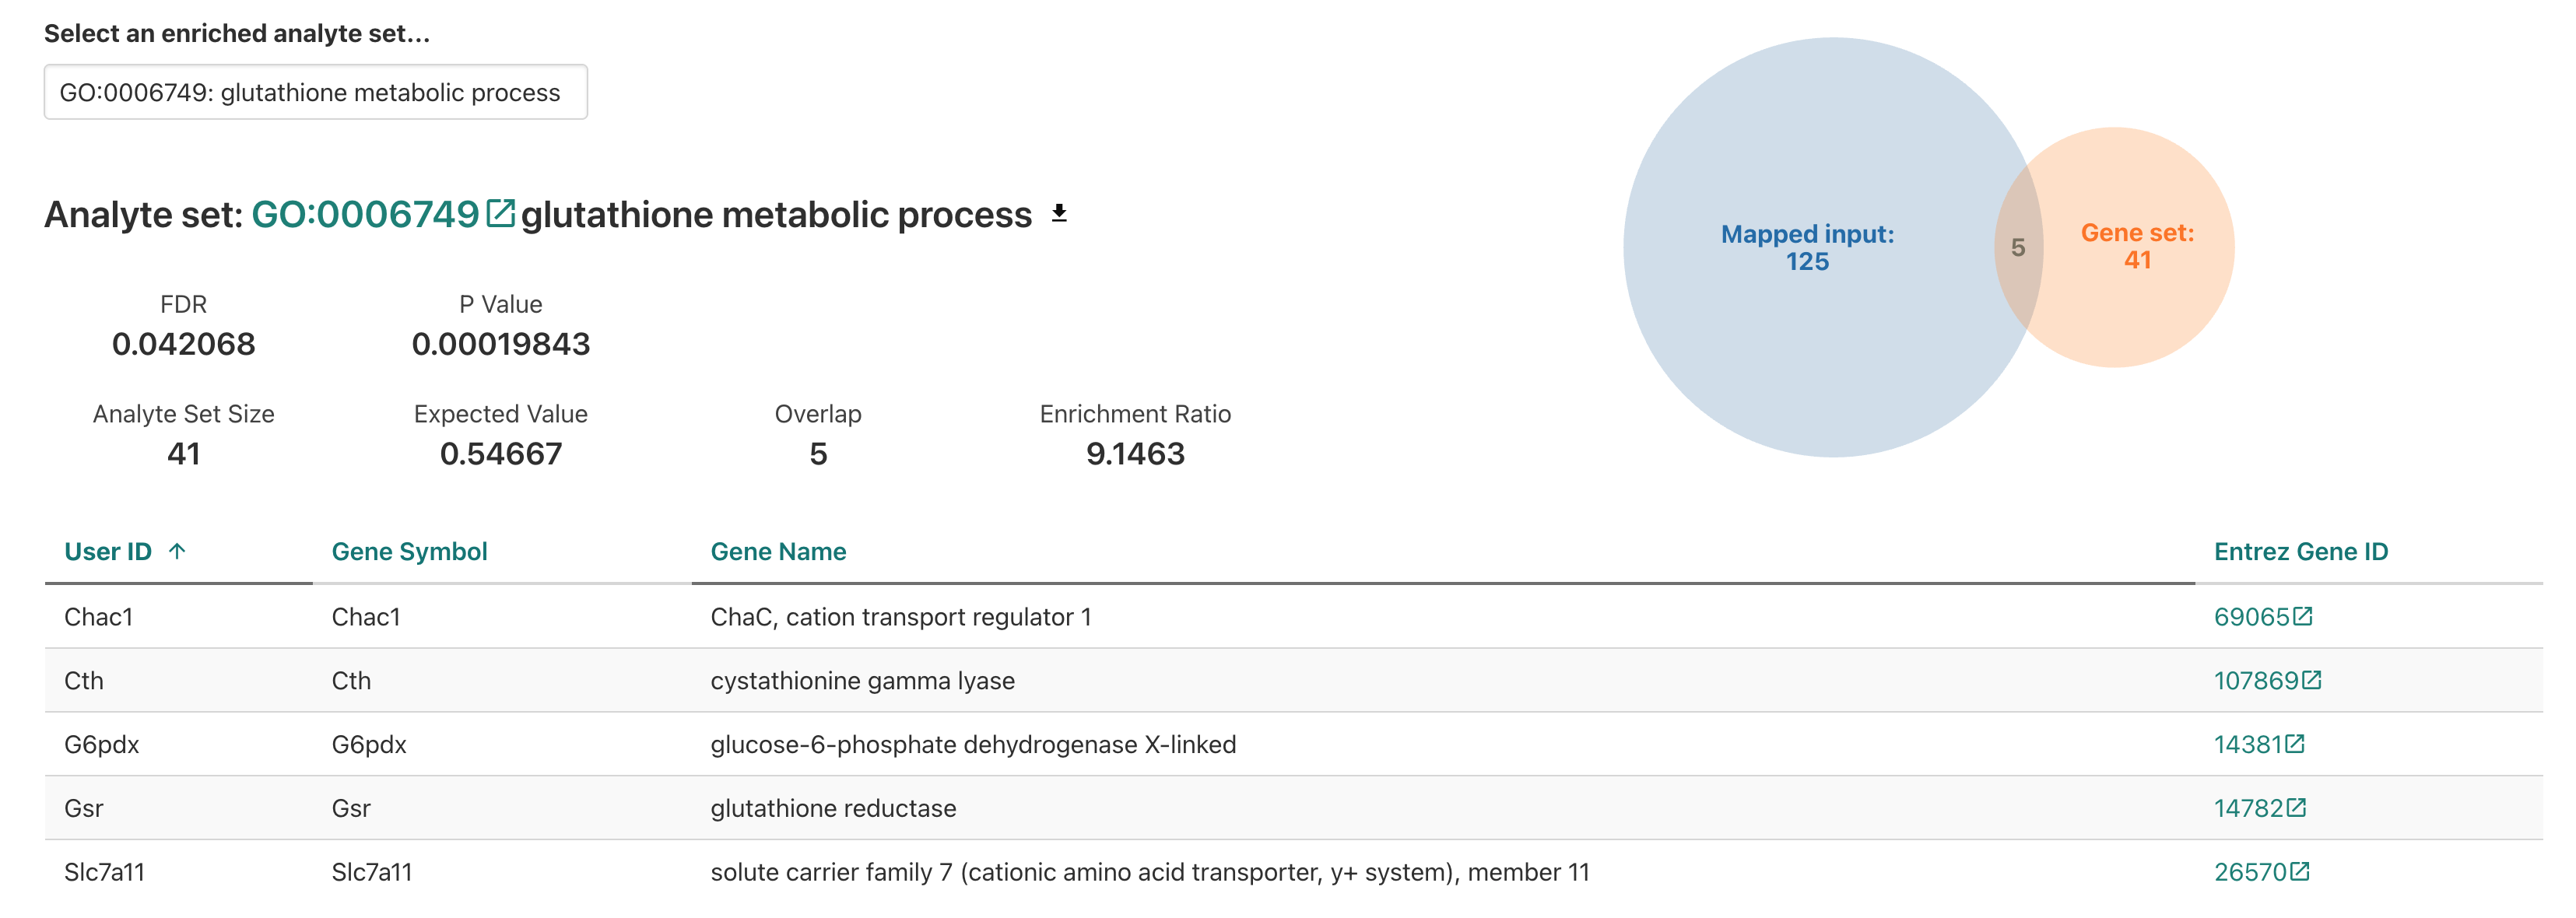 Select an enriched analyte set...
GO:0006749: glutathione metabolic process
Analyte set: GO:0006749 glutathione metabolic process
FDR P Value
0.042068 0.00019843
Analyte Set Size Expected Value Overlap Enrichment Ratio
41 0.54667 5 9.1463
Mapped input:
125
5
Gene set:
41
User ID Gene Symbol Gene Name Entrez Gene ID
Chac1 Chac1 ChaC, cation transport regulator 1 69065
Cth Cth cystathionine gamma lyase 107869
G6pdx G6pdx glucose-6-phosphate dehydrogenase X-linked 14381
Gsr Gsr glutathione reductase 14782
Slc7a11 Slc7a11 solute carrier family 7 (cationic amino acid transporter, y+ system), member 11 26570